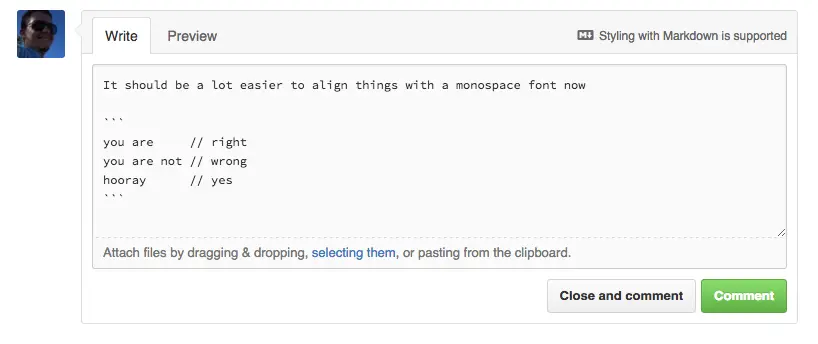 Write Preview M↓ Styling with Markdown is supported
It should be a lot easier to align things with a monospace font now
```
you are     // right
you are not // wrong
hooray      // yes
```
Attach files by dragging & dropping, selecting them, or pasting from the clipboard.
Close and comment Comment